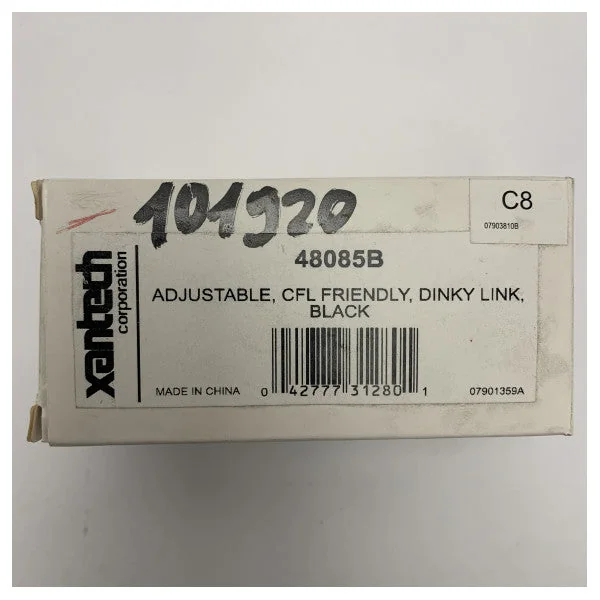 101920
C8
07903810B
xantech
corporation
48085B
ADJUSTABLE, CFL FRIENDLY, DINKY LINK,
BLACK
MADE IN CHINA
0 42777 31280 1
07901359A